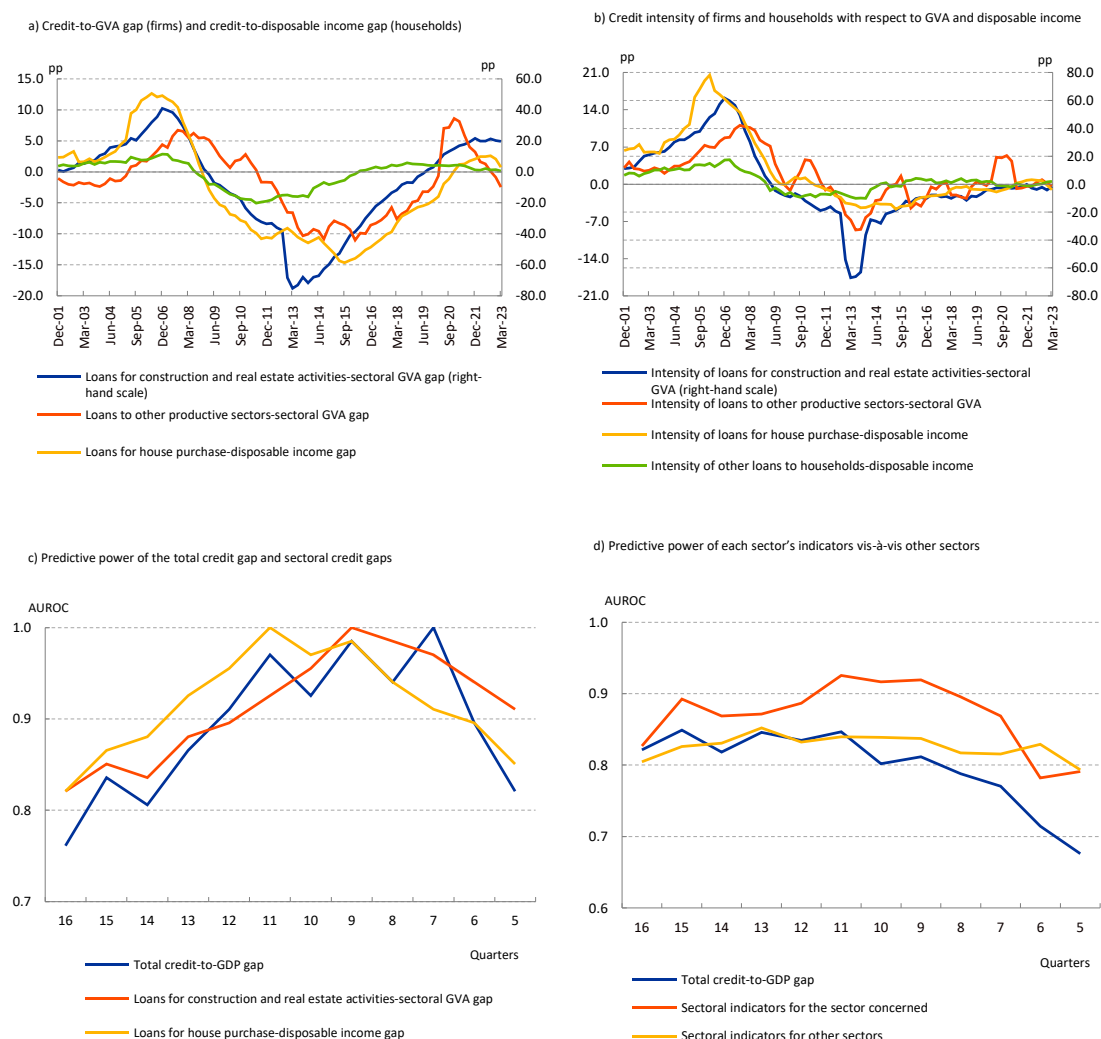 a) Credit-to-GVA gap (firms) and credit-to-disposable income gap (households)
pp
pp
15.0
10.0
5.0
0.0
-5.0
-10.0
-15.0
-20.0
60.0
40.0
20.0
0.0
-20.0
-40.0
-60.0
-80.0
Dec-01
Mar-03
Jun-04
Sep-05
Dec-06
Mar-08
Jun-09
Sep-10
Dec-11
Mar-13
Jun-14
Sep-15
Dec-16
Mar-18
Jun-19
Sep-20
Dec-21
Mar-23
Loans for construction and real estate activities-sectoral GVA gap (right-
hand scale)
Loans to other productive sectors-sectoral GVA gap
Loans for house purchase-disposable income gap
b) Credit intensity of firms and households with respect to GVA and disposable income
pp
pp
21.0
14.0
7.0
0.0
-7.0
-14.0
-21.0
80.0
60.0
40.0
20.0
0.0
-20.0
-40.0
-60.0
-80.0
Dec-01
Mar-03
Jun-04
Sep-05
Dec-06
Mar-08
Jun-09
Sep-10
Dec-11
Mar-13
Jun-14
Sep-15
Dec-16
Mar-18
Jun-19
Sep-20
Dec-21
Mar-23
Intensity of loans for construction and real estate activities-sectoral
GVA (right-hand scale)
Intensity of loans to other productive sectors-sectoral GVA
Intensity of loans for house purchase-disposable income
Intensity of other loans to households-disposable income
c) Predictive power of the total credit gap and sectoral credit gaps
AUROC
1.0
0.9
0.8
0.7
16 15 14 13 12 11 10 9 8 7 6 5
Quarters
Total credit-to-GDP gap
Loans for construction and real estate activities-sectoral GVA gap
Loans for house purchase-disposable income gap
d) Predictive power of each sector's indicators vis-à-vis other sectors
AUROC
1.0
0.9
0.8
0.7
0.6
16 15 14 13 12 11 10 9 8 7 6 5
Quarters
Total credit-to-GDP gap
Sectoral indicators for the sector concerned
Sectoral indicators for other sectors